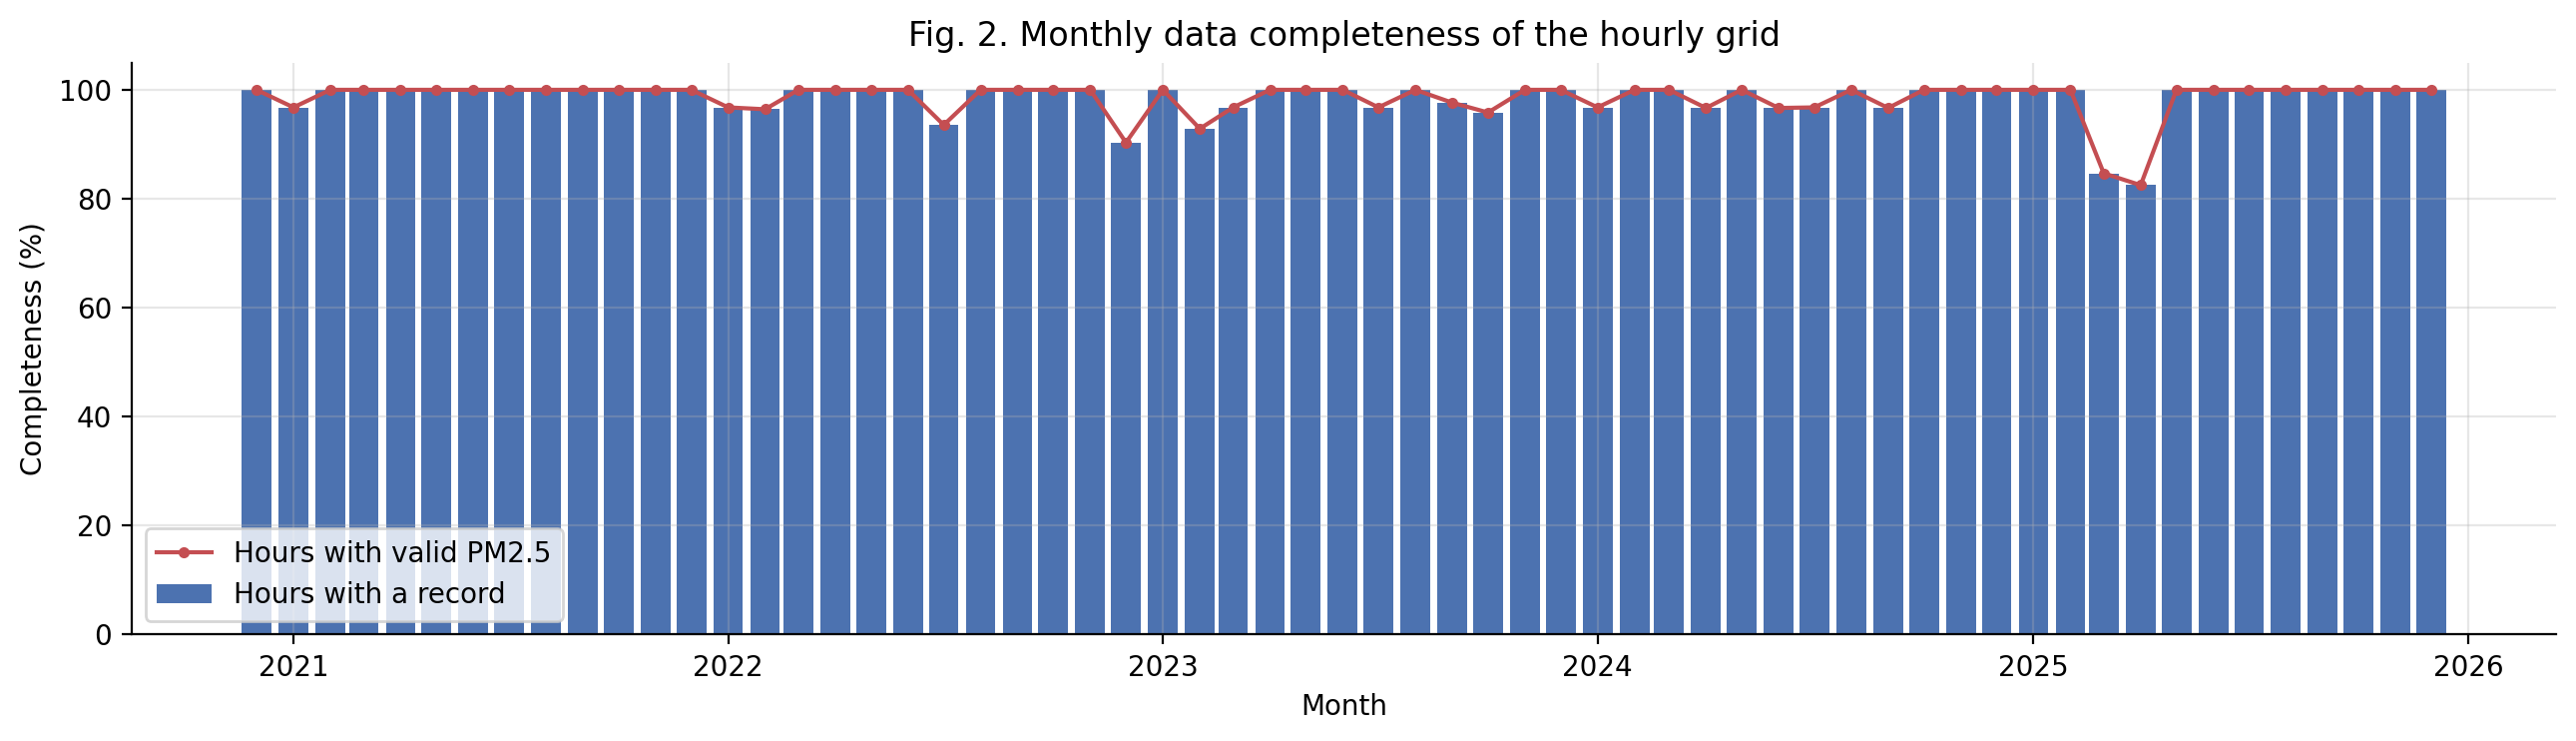 Fig. 2. Monthly data completeness of the hourly grid
Completeness (%)
100
80
60
40
20
0
Hours with valid PM2.5
Hours with a record
2021 2022 2023 2024 2025 2026
Month